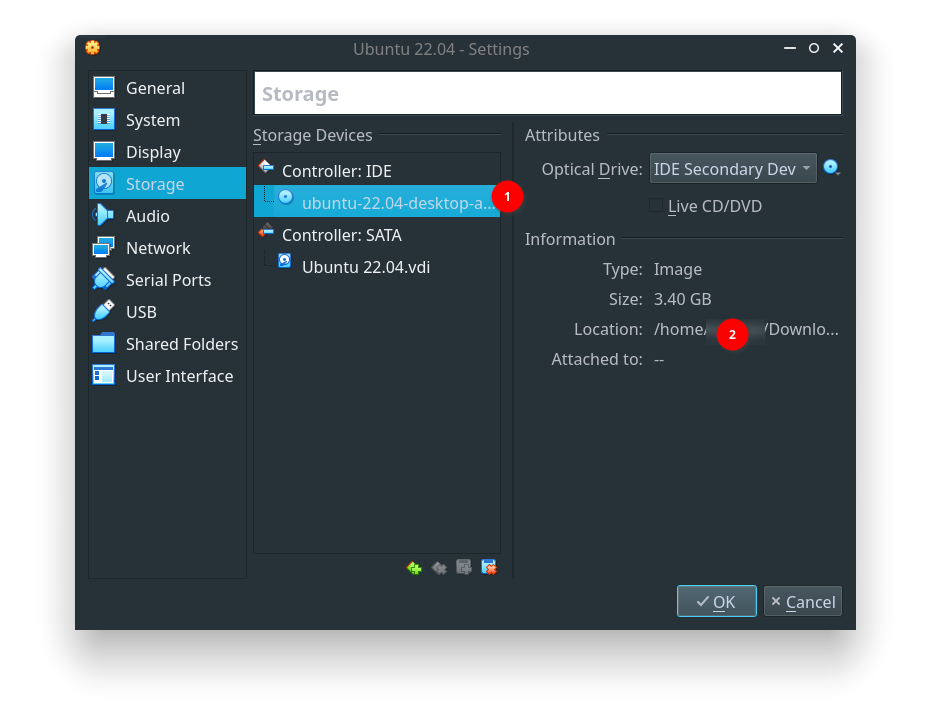 Ubuntu 22.04 - Settings
General
System
Display
Storage
Audio
Network
Serial Ports
USB
Shared Folders
User Interface
Storage
Storage Devices
Controller: IDE
ubuntu-22.04-desktop-a...
1
Controller: SATA
Ubuntu 22.04.vdi
Attributes
Optical Drive: IDE Secondary Dev
Live CD/DVD
Information
Type: Image
Size: 3.40 GB
Location: /home/ 2 /Downlo...
Attached to: --
OK
Cancel